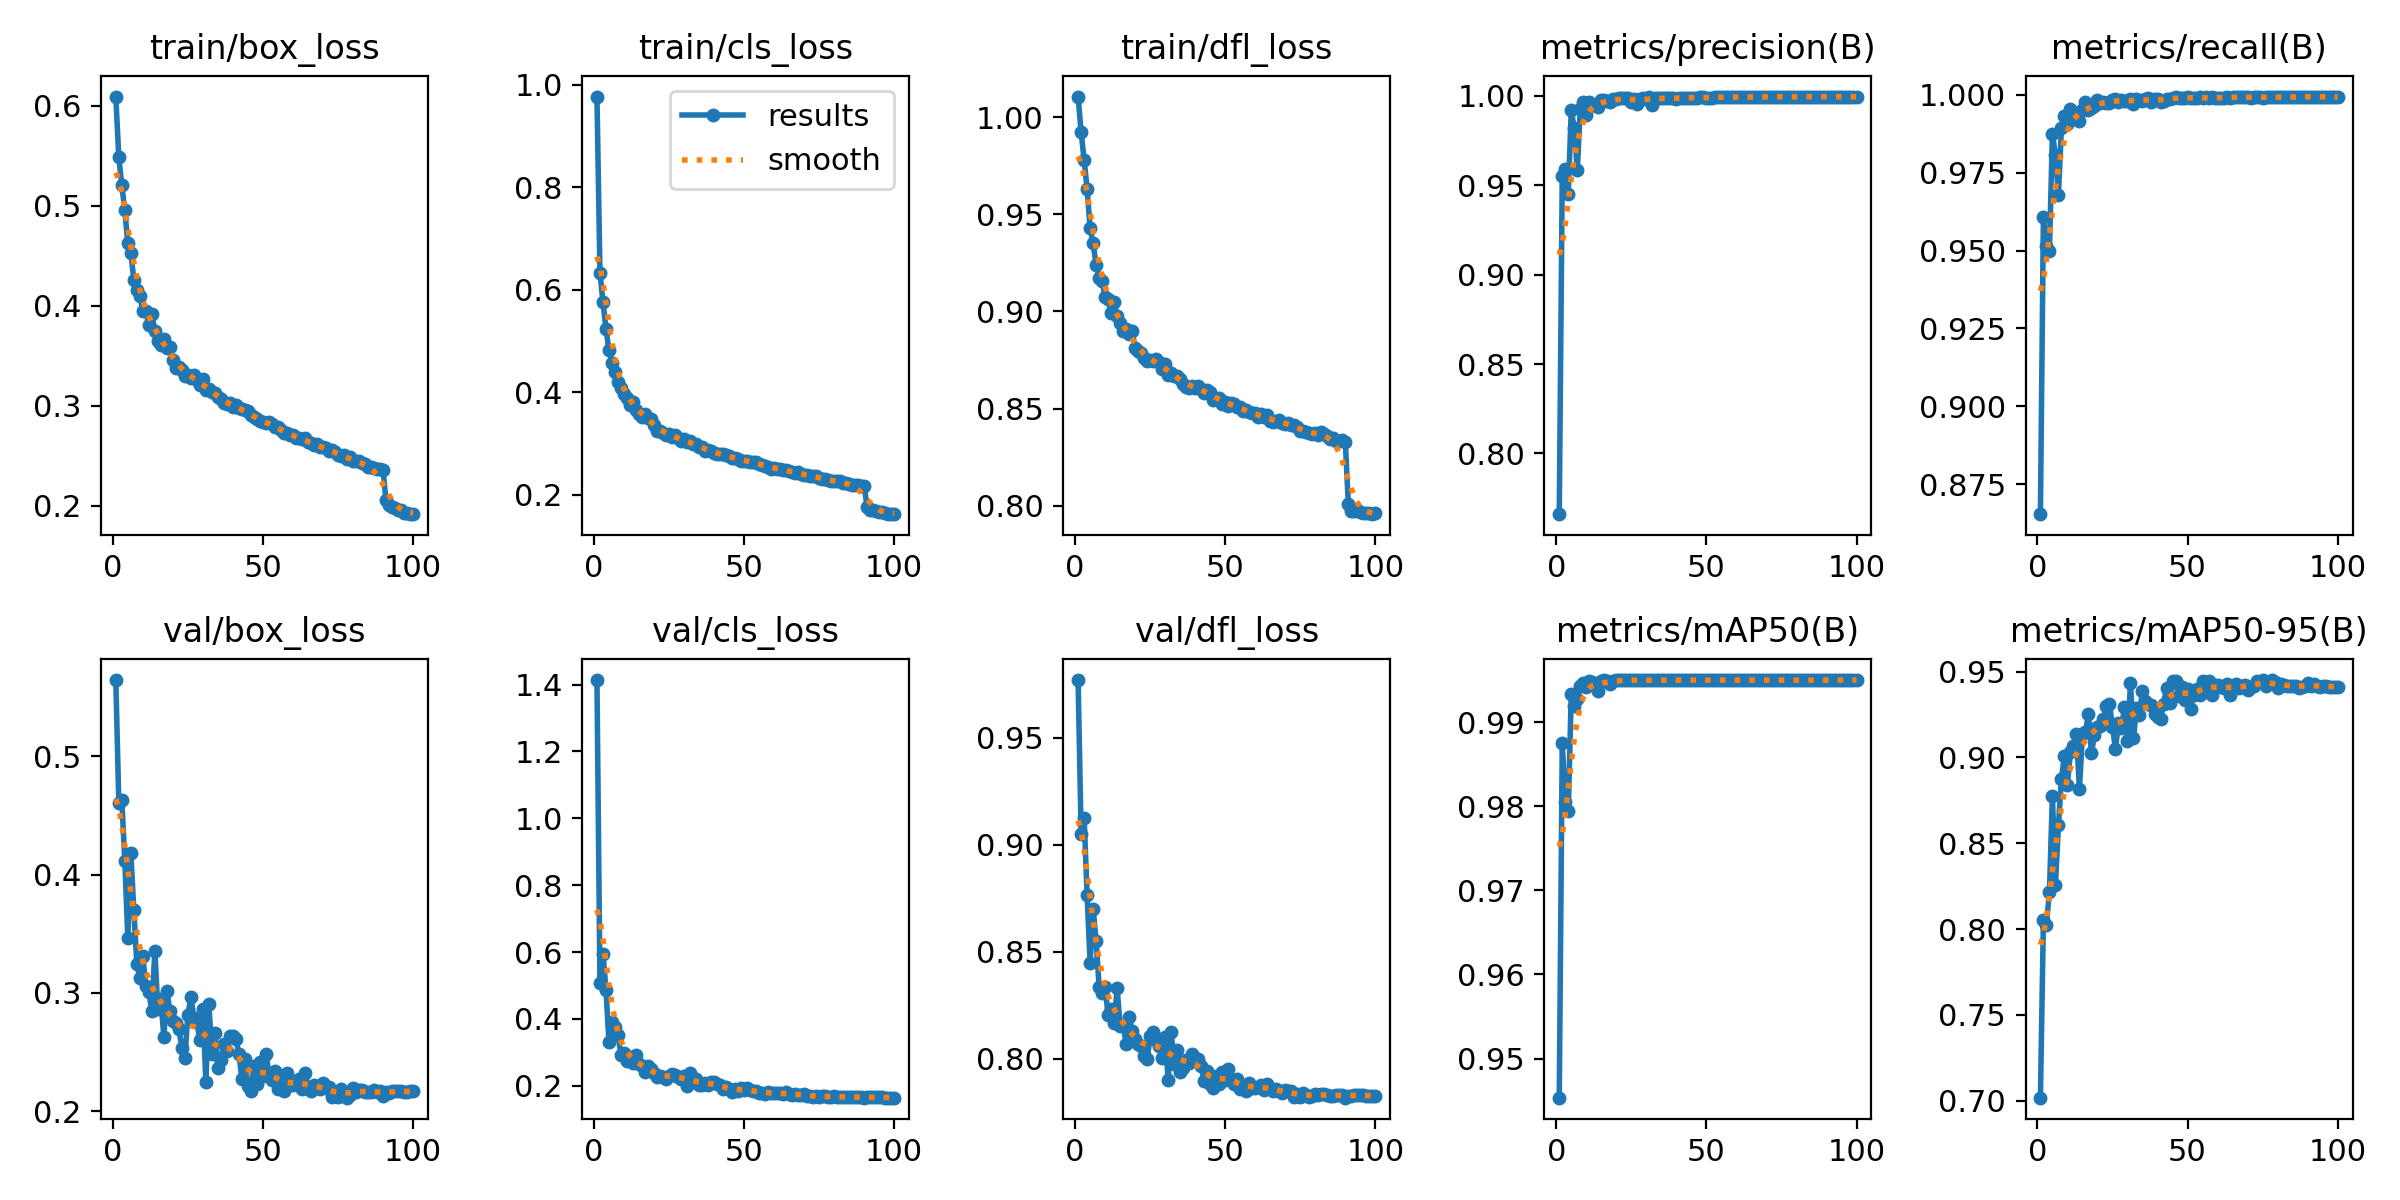 train/box_loss
train/cls_loss
train/dfl_loss
metrics/precision(B)
metrics/recall(B)
0.6
0.5
0.4
0.3
0.2
0 50 100
1.0
0.8
0.6
0.4
0.2
0 50 100
results
smooth
1.00
0.95
0.90
0.85
0.80
0 50 100
1.00
0.95
0.90
0.85
0.80
0 50 100
1.000
0.975
0.950
0.925
0.900
0.875
0 50 100
val/box_loss
val/cls_loss
val/dfl_loss
metrics/mAP50(B)
metrics/mAP50-95(B)
0.5
0.4
0.3
0.2
0 50 100
1.4
1.2
1.0
0.8
0.6
0.4
0.2
0 50 100
0.95
0.90
0.85
0.80
0 50 100
0.99
0.98
0.97
0.96
0.95
0 50 100
0.95
0.90
0.85
0.80
0.75
0.70
0 50 100